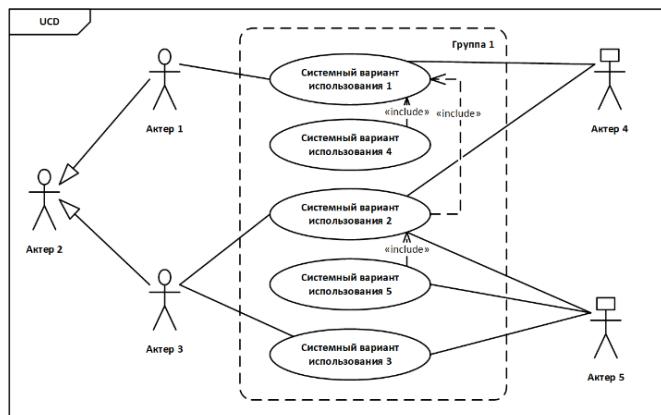 UCD
Группа 1
Системный вариант
использования 1
Актер 1
Актер 4
«include»
«include»
Системный вариант
использования 4
Актер 2
Системный вариант
использования 2
«include»
Системный вариант
использования 5
Актер 3
Системный вариант
использования 3
Актер 5